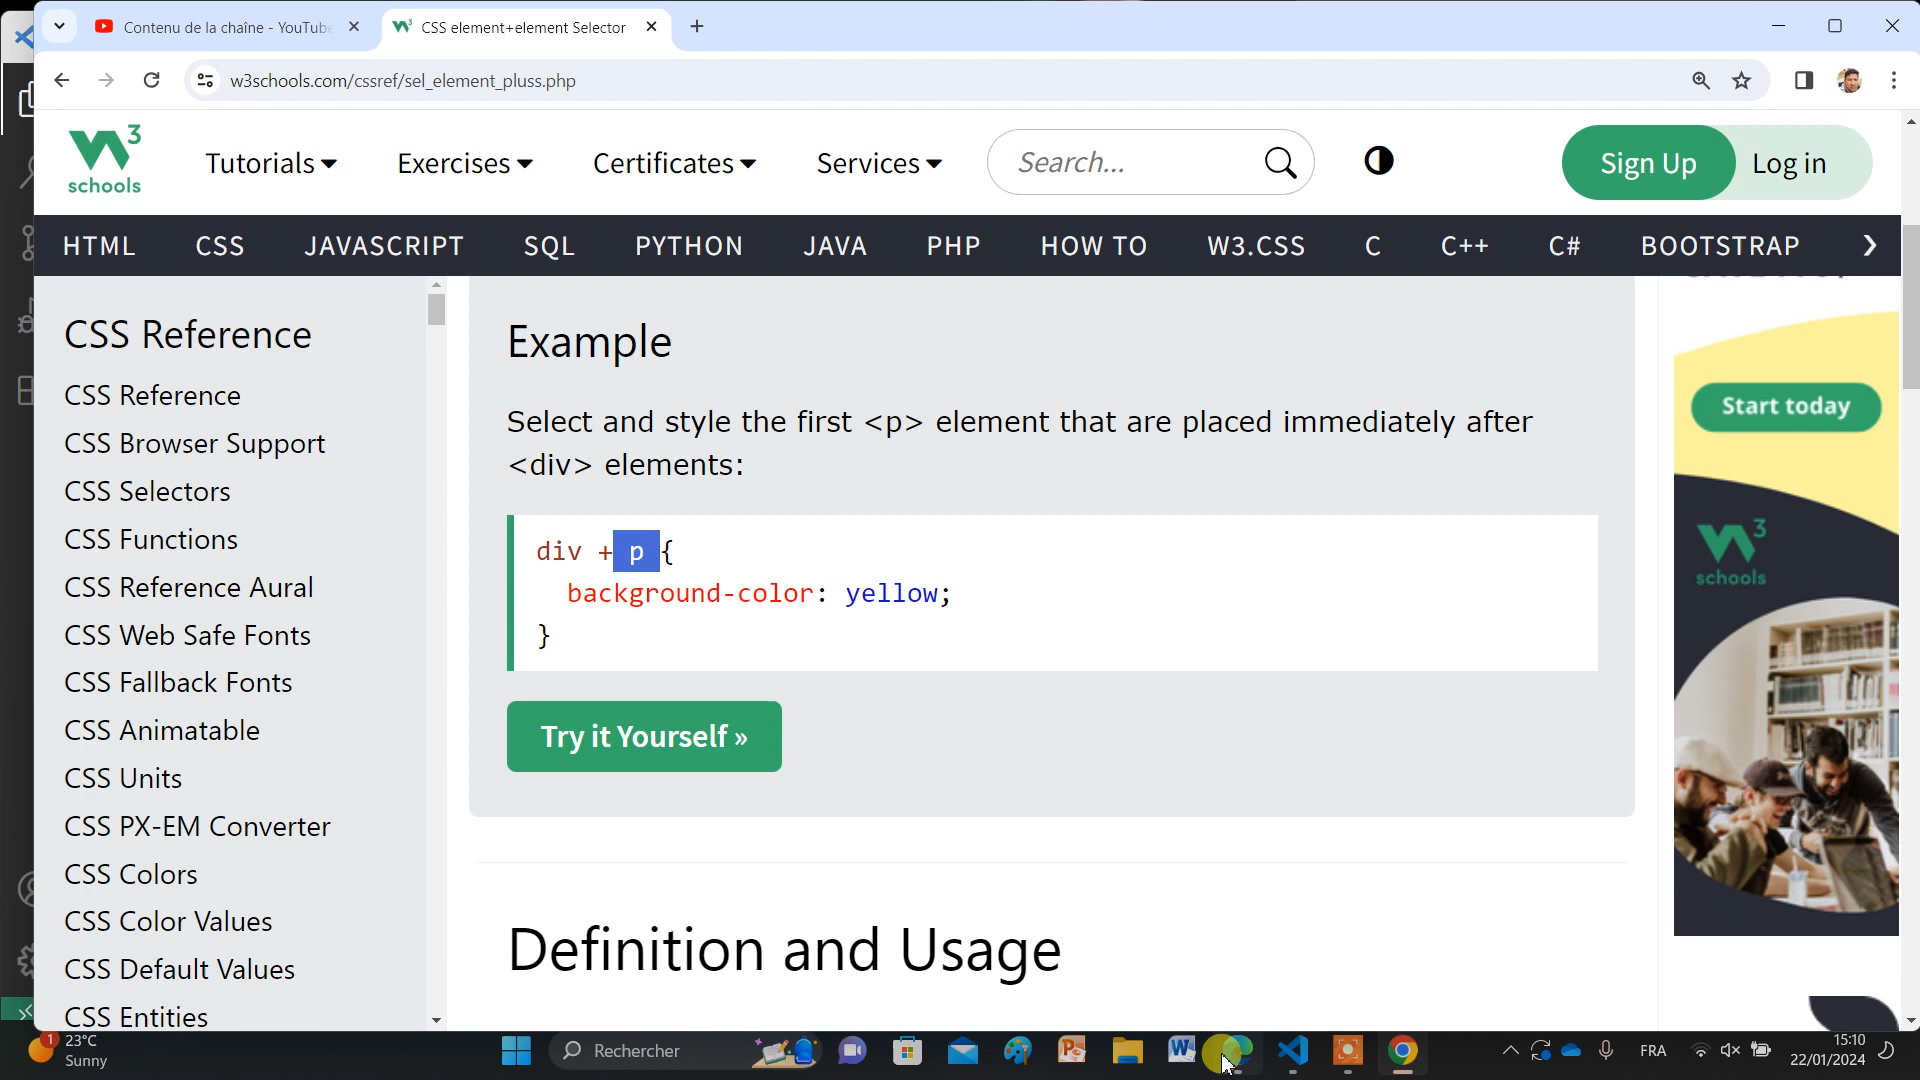 Contenu de la chaîne - YouTube
CSS element+element Selector
w3schools.com/cssref/sel_element_pluss.php
3
schools
Tutorials
Exercises
Certificates
Services
Search...
Sign Up
Log in
HTML
CSS
JAVASCRIPT
SQL
PYTHON
JAVA
PHP
HOW TO
W3.CSS
C
C++
C#
BOOTSTRAP
CSS Reference
CSS Reference
CSS Browser Support
CSS Selectors
CSS Functions
CSS Reference Aural
CSS Web Safe Fonts
CSS Fallback Fonts
CSS Animatable
CSS Units
CSS PX-EM Converter
CSS Colors
CSS Color Values
CSS Default Values
CSS Entities
Example
Select and style the first <p> element that are placed immediately after
<div> elements:
div + p {
background-color: yellow;
}
Try it Yourself »
Definition and Usage
Start today
3
schools
1
23°C
Sunny
Rechercher
FRA
15:10
22/01/2024